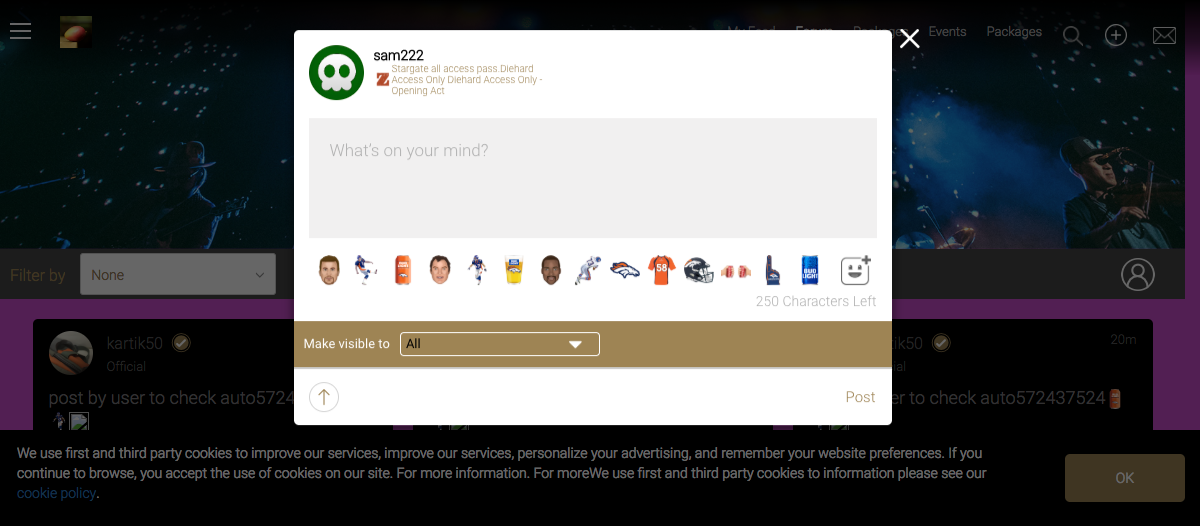 My Feed
Forum
Packages
Events
Packages
sam222
Stargate all access pass.Diehard
Access Only Diehard Access Only -
Opening Act
What's on your mind?
Filter by
None
58
BUD
LIGHT
250 Characters Left
Make visible to
All
kartik50
Official
20m
post by user to check auto5724
er to check auto572437524
Post
We use first and third party cookies to improve our services, improve our services, personalize your advertising, and remember your website preferences. If you
continue to browse, you accept the use of cookies on our site. For more information. For moreWe use first and third party cookies to information please see our
cookie policy.
OK